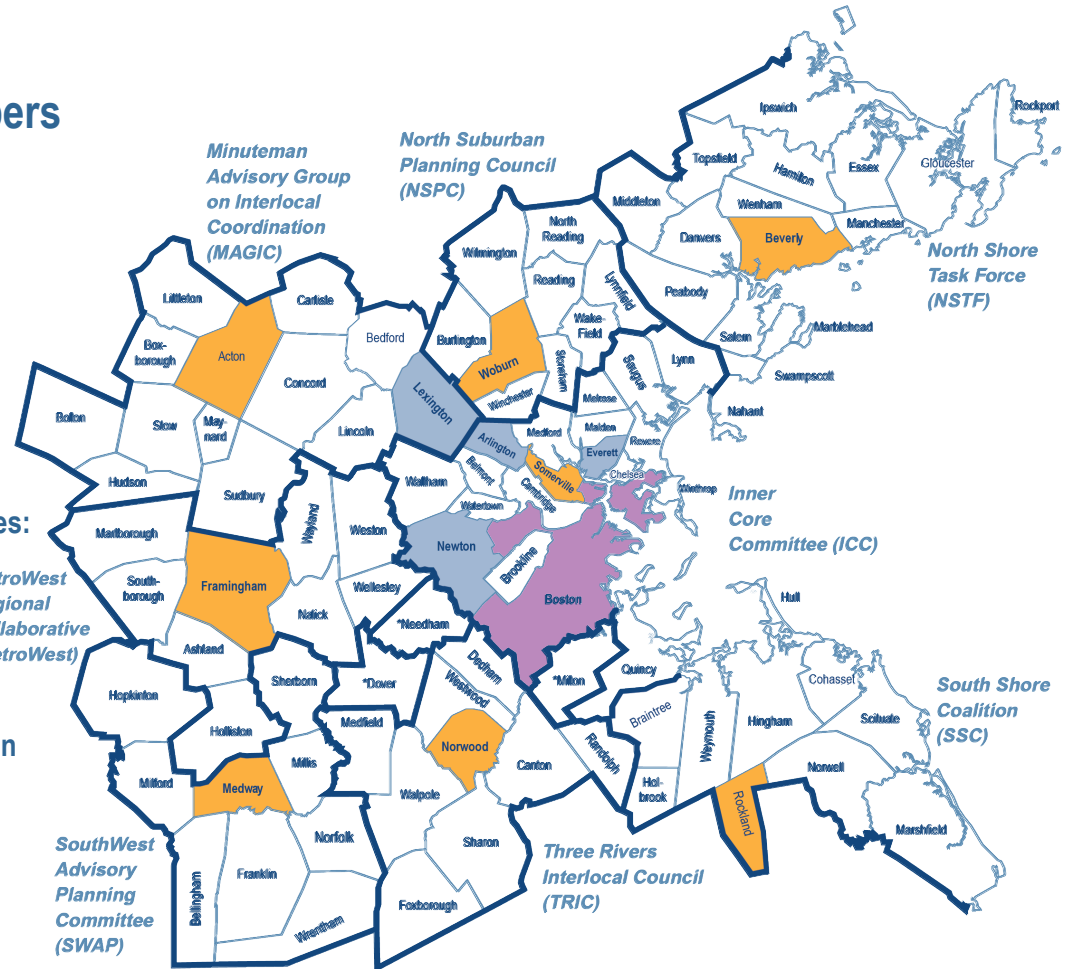 bers
Minuteman
Advisory Group
on Interlocal
Coordination
(MAGIC)
North Suburban
Planning Council
(NSPC)
North Shore
Task Force
(NSTF)
Inner
Core
Committee (ICC)
South Shore
Coalition
(SSC)
Three Rivers
Interlocal Council
(TRIC)
SouthWest
Advisory
Planning
Committee
(SWAP)
es:
troWest
gional
llaborative
etroWest)
n
Ipswich
Rockport
Topsfield
Hamilton
Essex
Gloucester
Middleton
Wenham
Manchester
Danvers
Beverly
Peabody
Salem
Marblehead
Swampscott
Lynn
Nahant
North
Reading
Wilmington
Reading
Lynnfield
Wake-
Field
Burlington
Woburn
Stoneham
Winchester
Saugus
Melrose
Malden
Medford
Revere
Everett
Chelsea
Winthrop
Somerville
Arlington
Belmont
Cambridge
Watertown
Waltham
Newton
Brookline
Boston
Littleton
Carlisle
Bedford
Box-
borough
Acton
Concord
Lexington
Lincoln
Bolton
Stow
May-
nard
Hudson
Sudbury
Marlborough
Wayland
Weston
South-
borough
Framingham
Natick
Wellesley
*Needham
Ashland
Sherborn
*Dover
Dedham
Westwood
*Milton
Quincy
Hull
Hopkinton
Holliston
Medfield
Norwood
Canton
Randolph
Braintree
Weymouth
Hingham
Cohasset
Scituate
Milford
Medway
Millis
Walpole
Hol-
brook
Rockland
Norwell
Marshfield
Norfolk
Sharon
Franklin
Bellingham
Wrentham
Foxborough